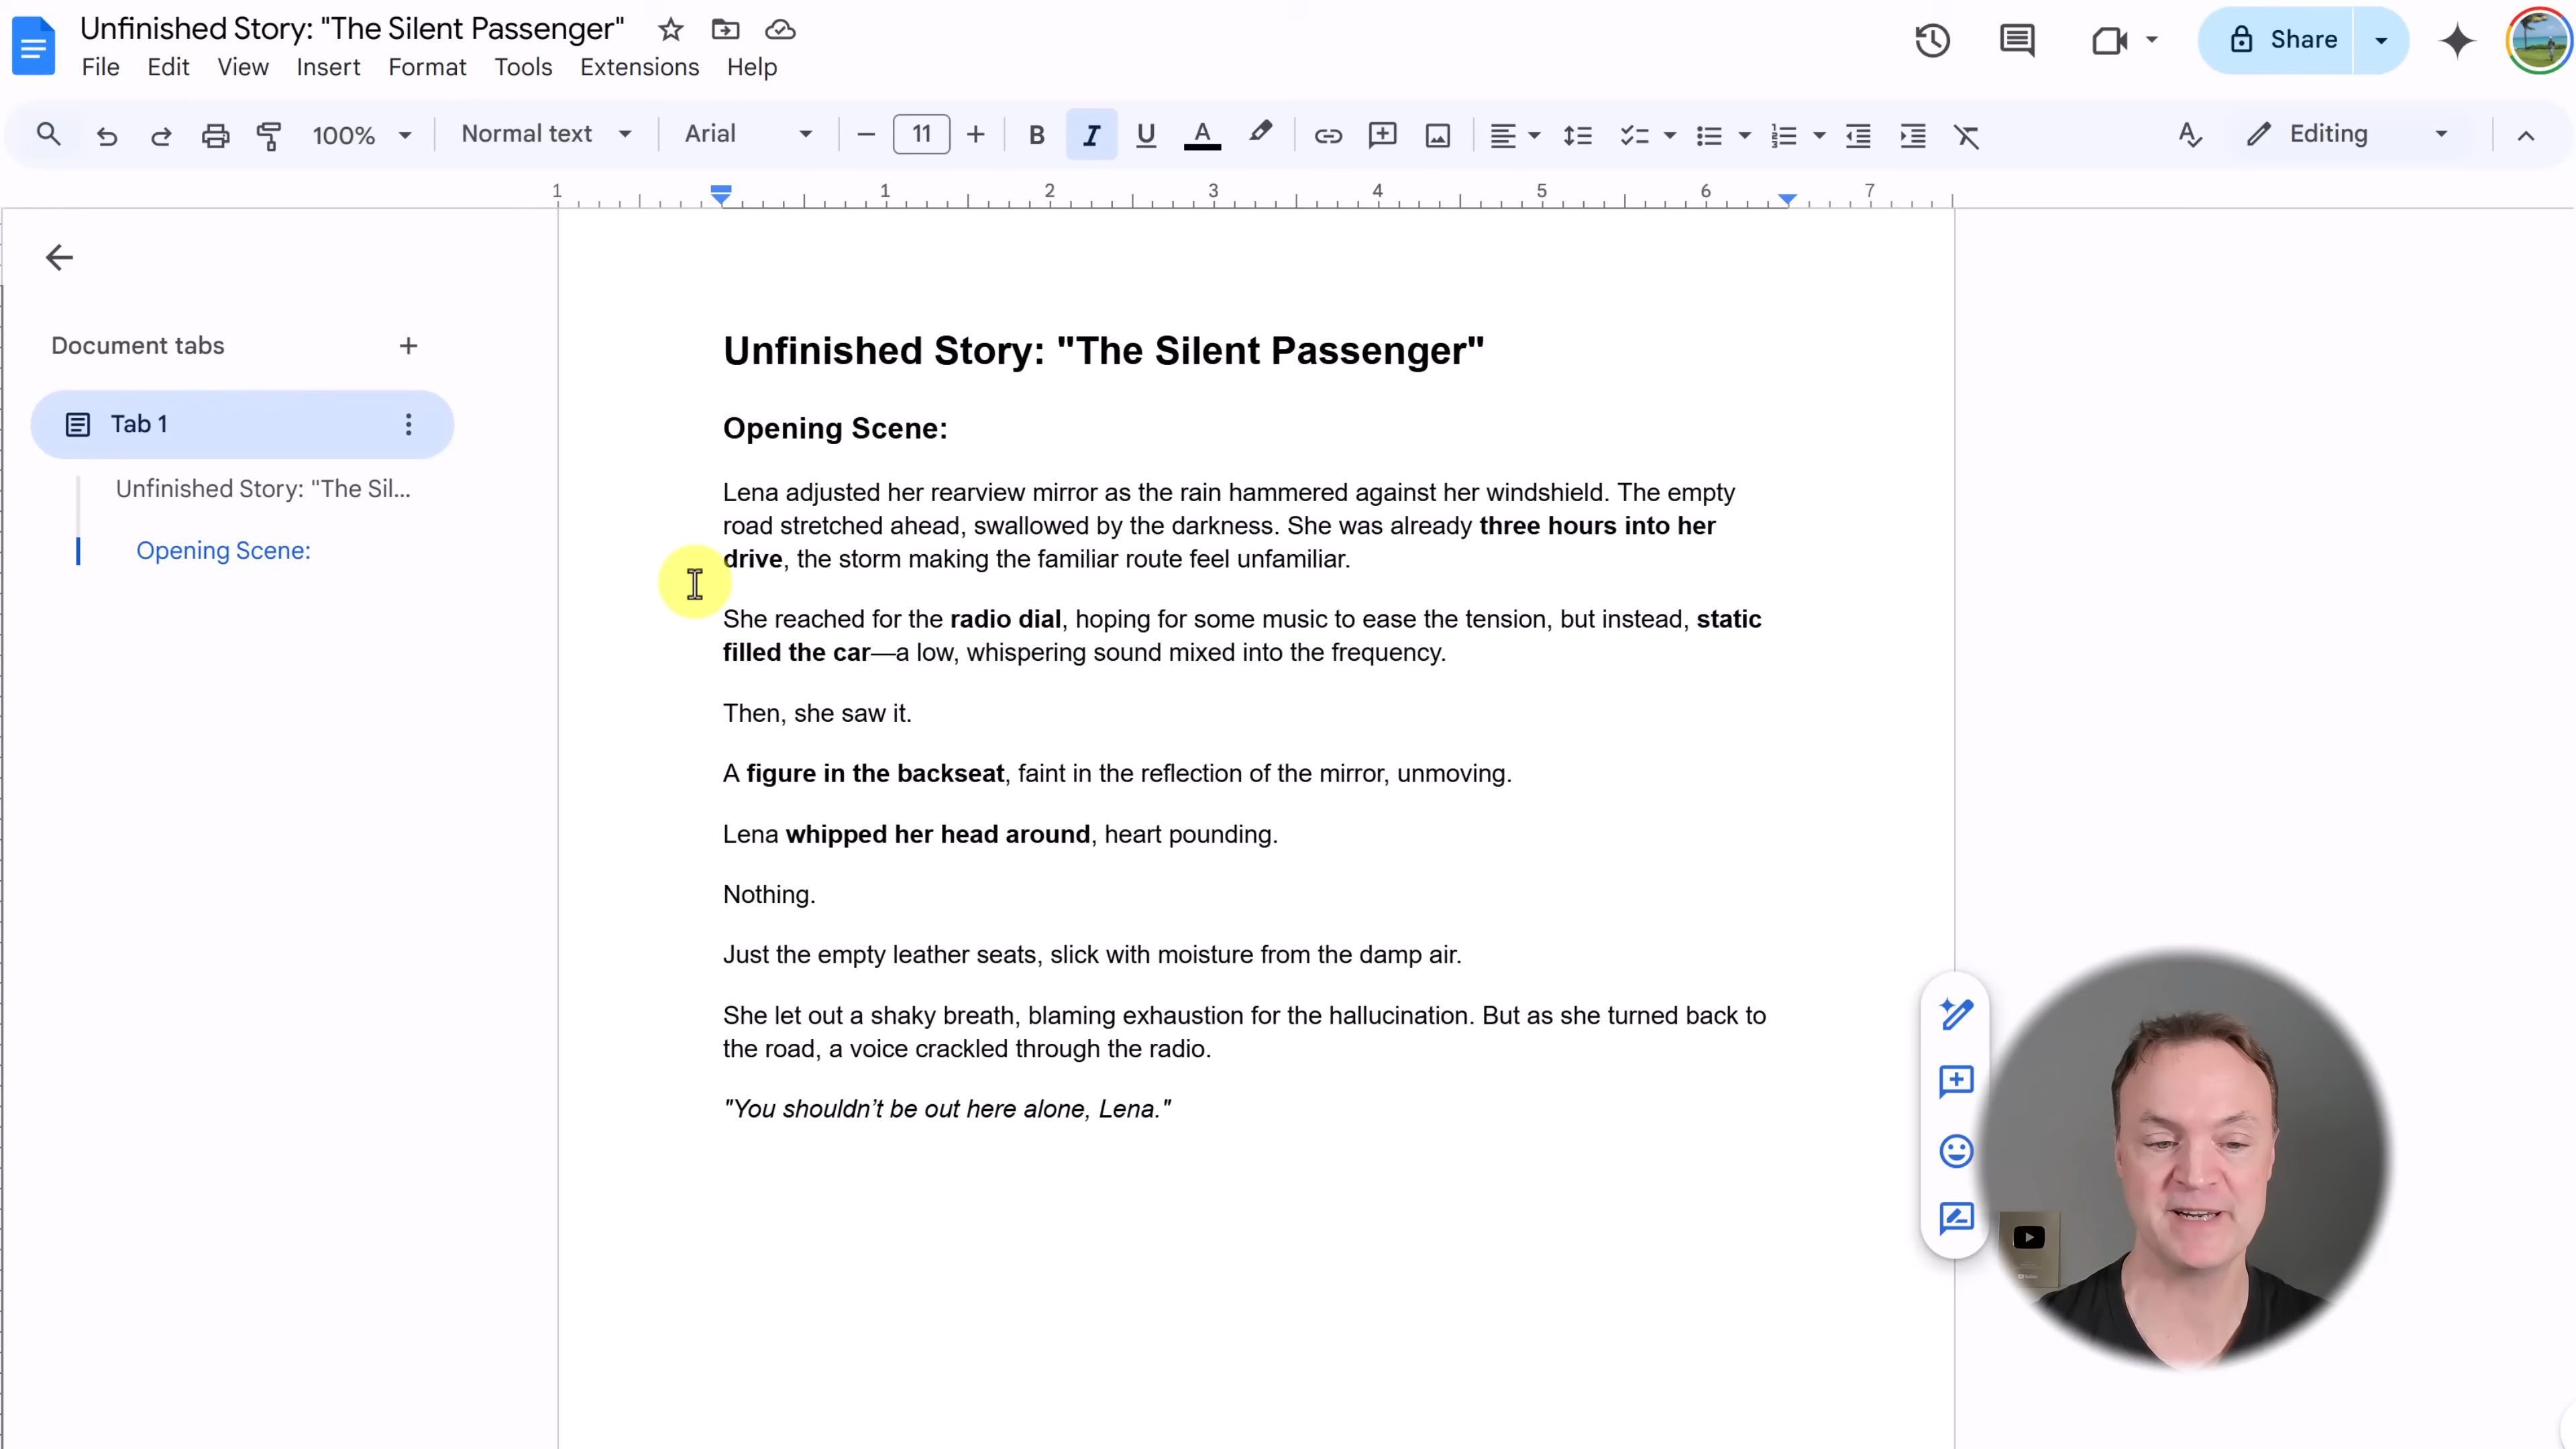 Unfinished Story: "The Silent Passenger"
File Edit View Insert Format Tools Extensions Help
Share
100% Normal text Arial 11 B I U A Editing
1 1 2 3 4 5 6 7
Document tabs
Tab 1
Unfinished Story: "The Sil...
Opening Scene:
Unfinished Story: "The Silent Passenger"
Opening Scene:
Lena adjusted her rearview mirror as the rain hammered against her windshield. The empty
road stretched ahead, swallowed by the darkness. She was already three hours into her
drive, the storm making the familiar route feel unfamiliar.
She reached for the radio dial, hoping for some music to ease the tension, but instead, static
filled the car—a low, whispering sound mixed into the frequency.
Then, she saw it.
A figure in the backseat, faint in the reflection of the mirror, unmoving.
Lena whipped her head around, heart pounding.
Nothing.
Just the empty leather seats, slick with moisture from the damp air.
She let out a shaky breath, blaming exhaustion for the hallucination. But as she turned back to
the road, a voice crackled through the radio.
"You shouldn’t be out here alone, Lena."